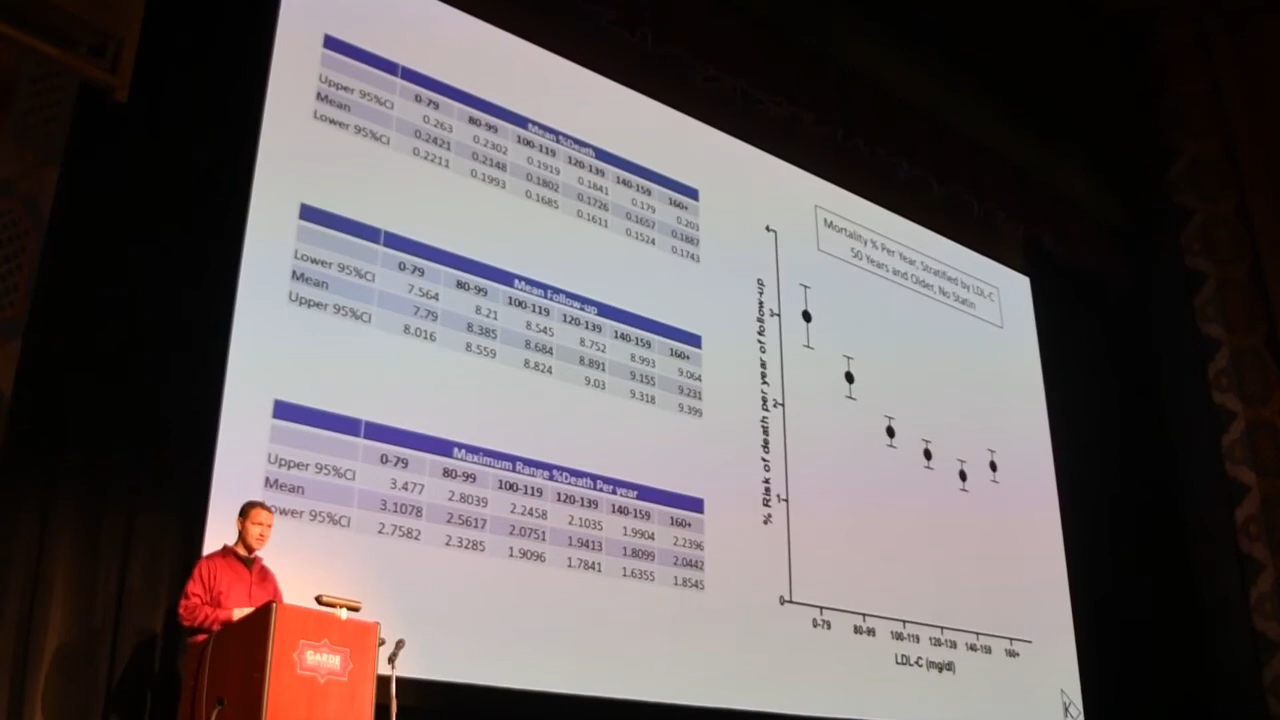 Mean %Death
0-79 80-99 100-119 120-139 140-159 160+
Upper 95%CI 0.263 0.2302 0.1919 0.1841 0.179 0.203
Mean 0.2421 0.2148 0.1802 0.1726 0.1657 0.1887
Lower 95%CI 0.2211 0.1993 0.1685 0.1611 0.1524 0.1743
Mean Follow-up
0-79 80-99 100-119 120-139 140-159 160+
Lower 95%CI 7.564 8.21 8.545 8.752 8.993 9.064
Mean 7.79 8.385 8.684 8.891 9.155 9.231
Upper 95%CI 8.016 8.559 8.824 9.03 9.318 9.399
Maximum Range %Death Per year
0-79 80-99 100-119 120-139 140-159 160+
Upper 95%CI 3.477 2.8039 2.2458 2.1035 1.9904 2.2396
Mean 3.1078 2.5617 2.0751 1.9413 1.8099 2.0442
ower 95%CI 2.7582 2.3285 1.9096 1.7841 1.6355 1.8545
Mortality % Per Year, Stratified by LDL-C
50 Years and Older, No Statin
% Risk of death per year of follow-up
4
3
2
1
0
0-79 80-99 100-119 120-139 140-159 160+
LDL-C (mg/dl)
GARDE
K